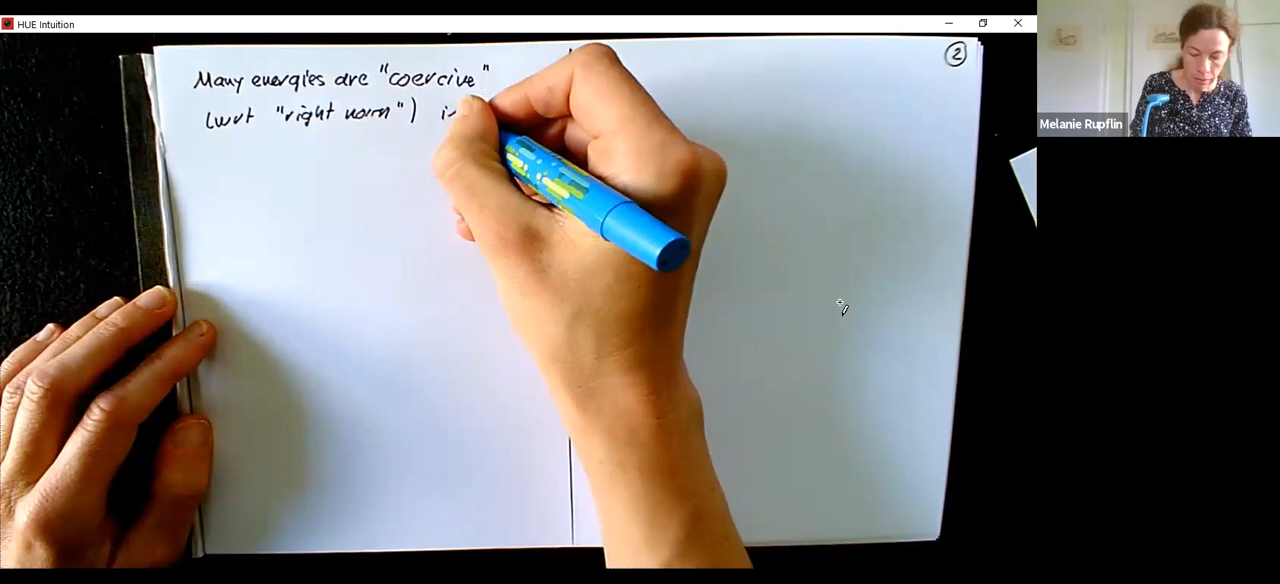 HUE Intuition
Many energies are "coercive"
(wrt "right norm") i
2
Melanie Rupflin